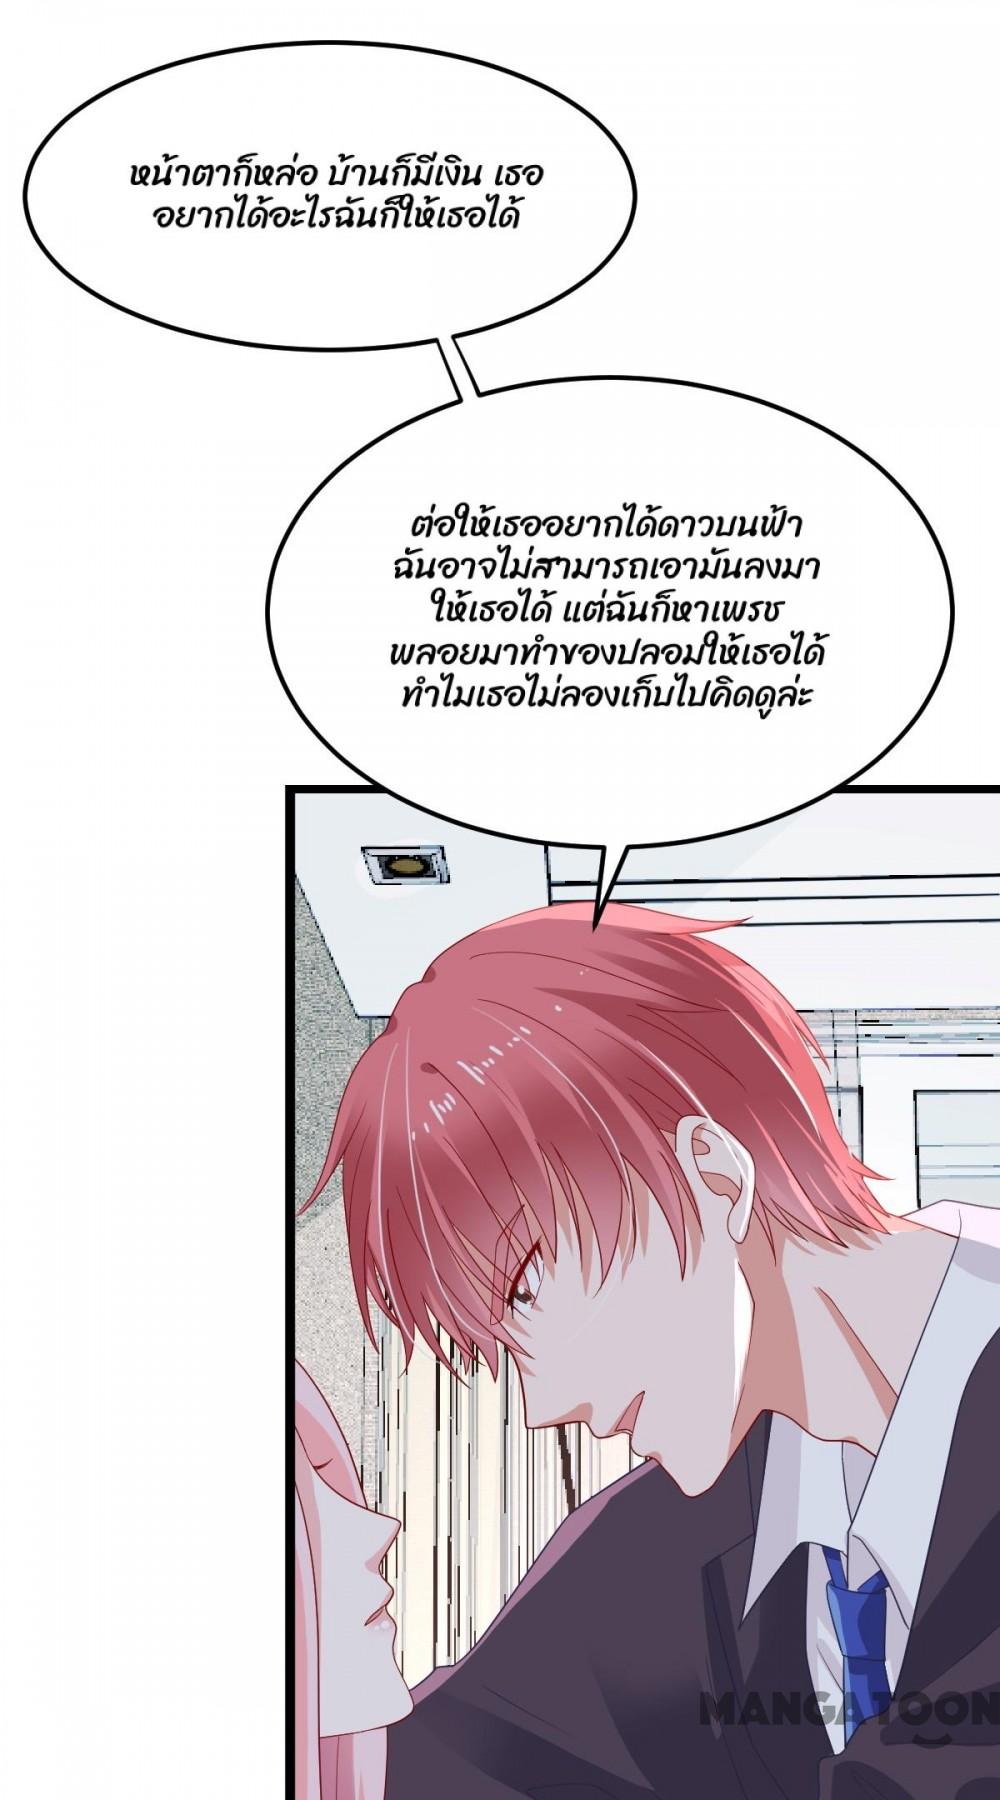 หน้าตาก็หล่อ บ้านก็มีเงิน เธอ
อยากได้อะไรฉันก็ให้เธอได้
ต่อให้เธออยากได้ดาวบนฟ้า
ฉันอาจไม่สามารถเอามันลงมา
ให้เธอได้ แต่ฉันก็หาเพรช
พลอยมาทำของปลอมให้เธอได้
ทำไมเธอไม่ลองเก็บไปคิดดูล่ะ
MANGATOON